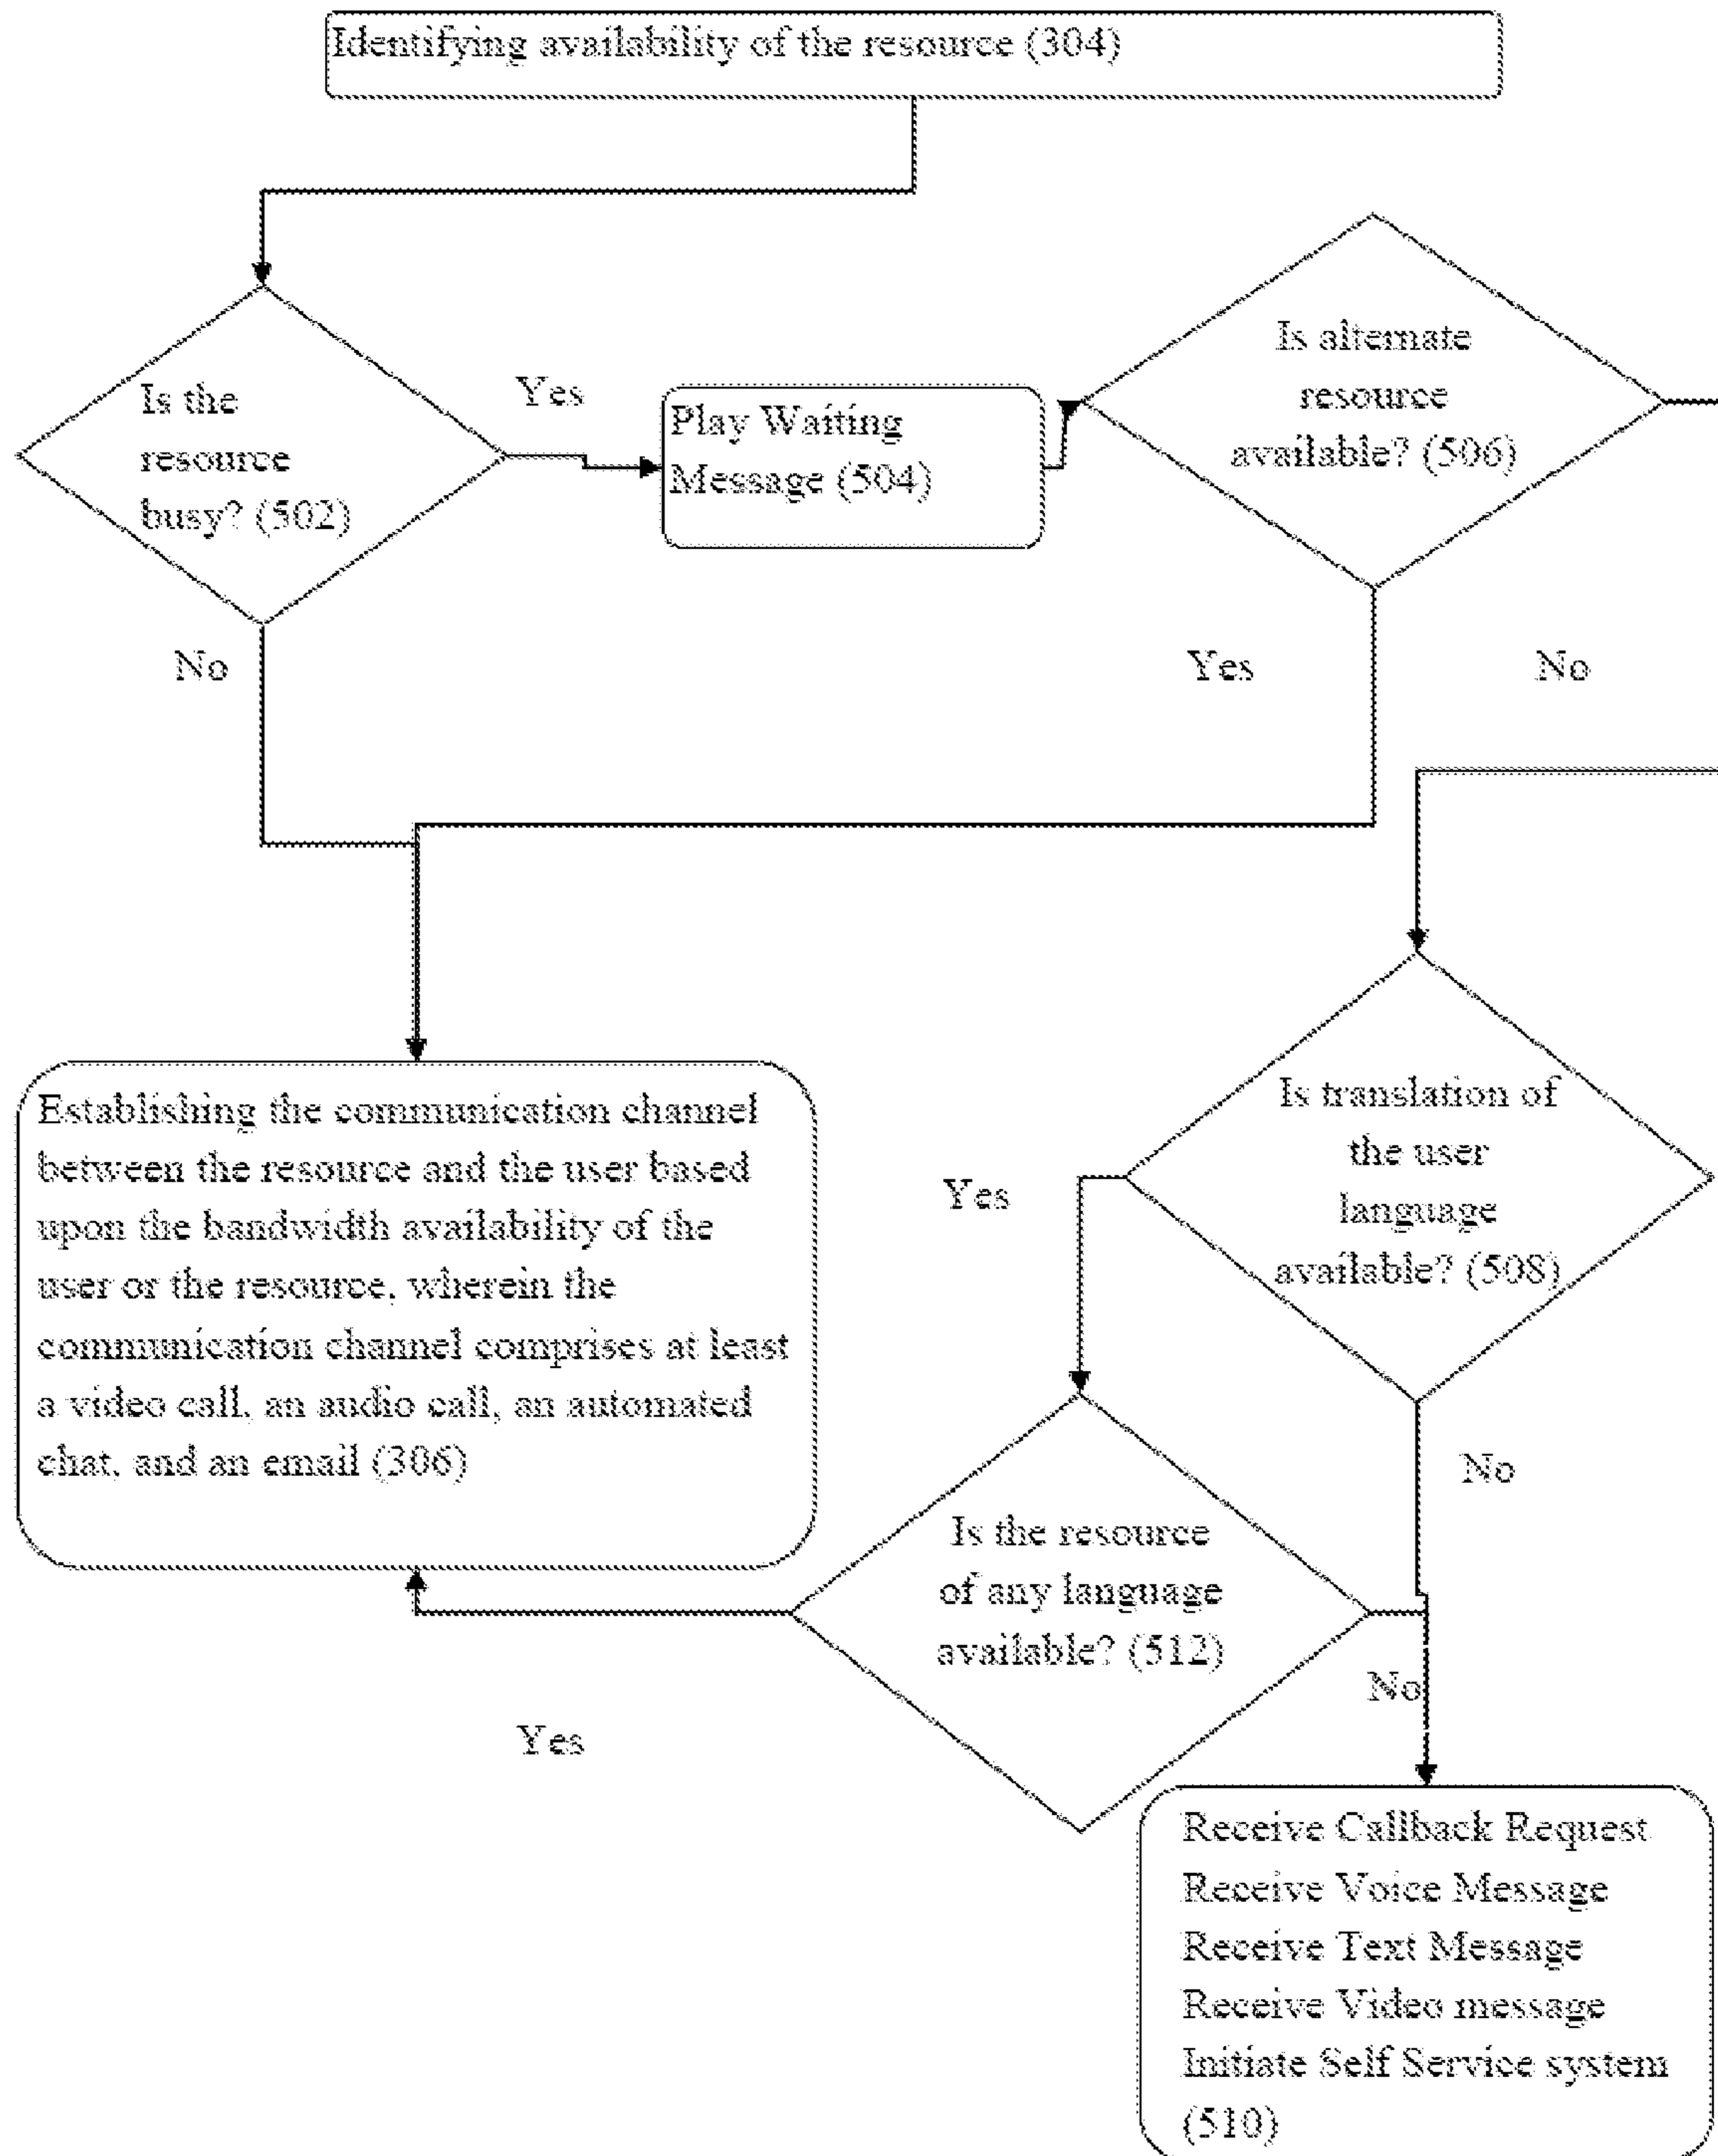 Identifying availability of the resource (304)
Is the
resource
busy? (502)
Yes
Play Waiting
Message (504)
Is alternate
resource
available? (506)
No
Yes
No
Establishing the communication channel
between the resource and the user based
upon the bandwidth availability of the
user or the resource, wherein the
communication channel comprises at least
a video call, an audio call, an automated
chat, and an email (306)
Is translation of
the user
language
available? (508)
Yes
No
Is the resource
of any language
available? (512)
No
Yes
Receive Callback Request
Receive Voice Message
Receive Text Message
Receive Video message
Initiate Self Service system
(510)